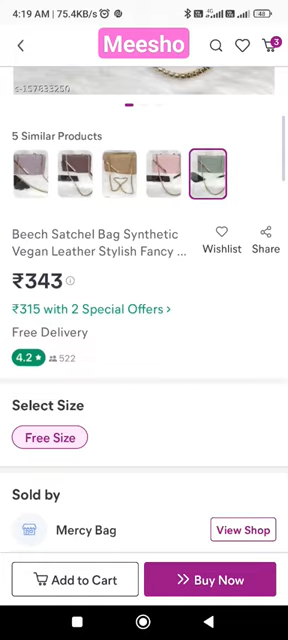 4:19 AM | 75.4KB/s
48
Meesho
3
s-157633250
5 Similar Products
Beech Satchel Bag Synthetic
Vegan Leather Stylish Fancy ...
Wishlist
Share
₹343
₹315 with 2 Special Offers >
Free Delivery
4.2 ★ 522
Select Size
Free Size
Sold by
Mercy Bag
View Shop
Add to Cart
Buy Now